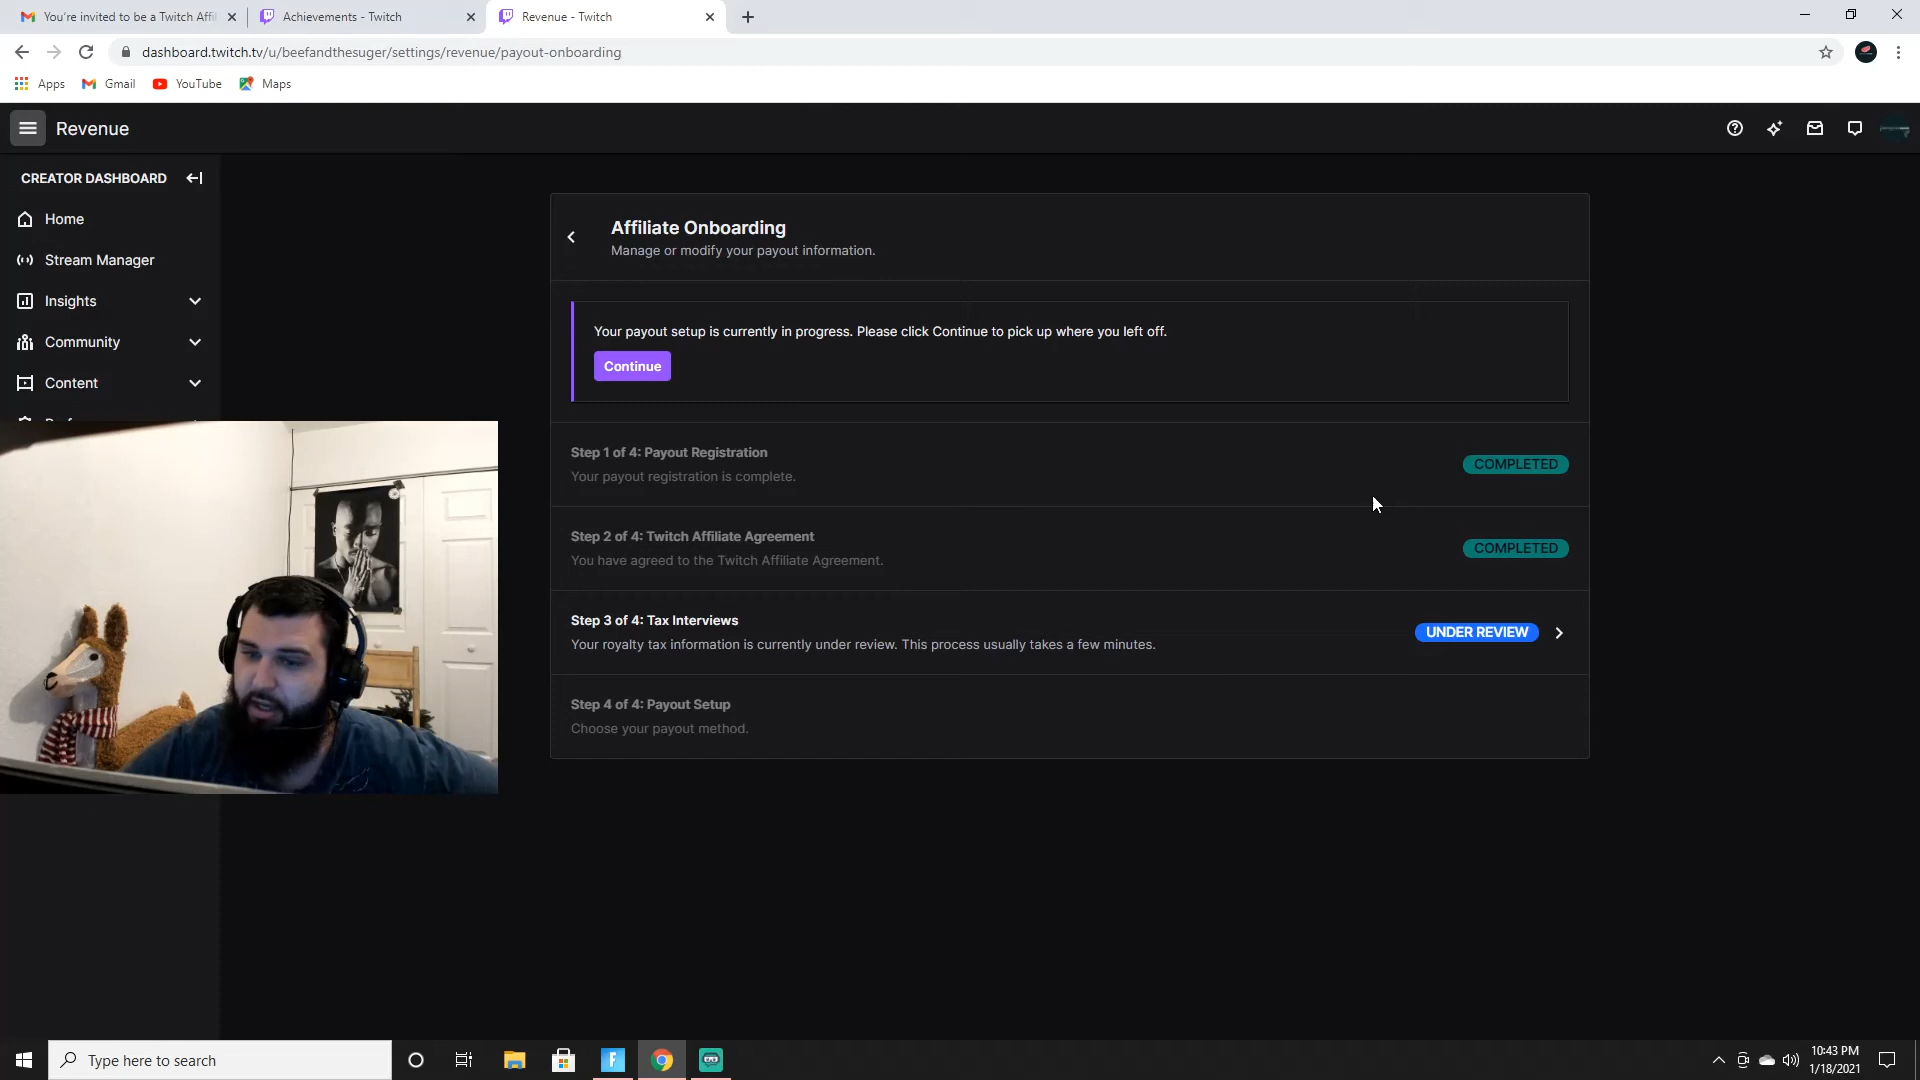 You're invited to be a Twitch Affil
Achievements - Twitch
Revenue - Twitch
dashboard.twitch.tv/u/beefandthesuger/settings/revenue/payout-onboarding
Apps
Gmail
YouTube
Maps
Revenue
CREATOR DASHBOARD
Home
Stream Manager
Insights
Community
Content
Affiliate Onboarding
Manage or modify your payout information.
Your payout setup is currently in progress. Please click Continue to pick up where you left off.
Continue
Step 1 of 4: Payout Registration
Your payout registration is complete.
COMPLETED
Step 2 of 4: Twitch Affiliate Agreement
You have agreed to the Twitch Affiliate Agreement.
COMPLETED
Step 3 of 4: Tax Interviews
Your royalty tax information is currently under review. This process usually takes a few minutes.
UNDER REVIEW
Step 4 of 4: Payout Setup
Choose your payout method.
Type here to search
10:43 PM
1/18/2021